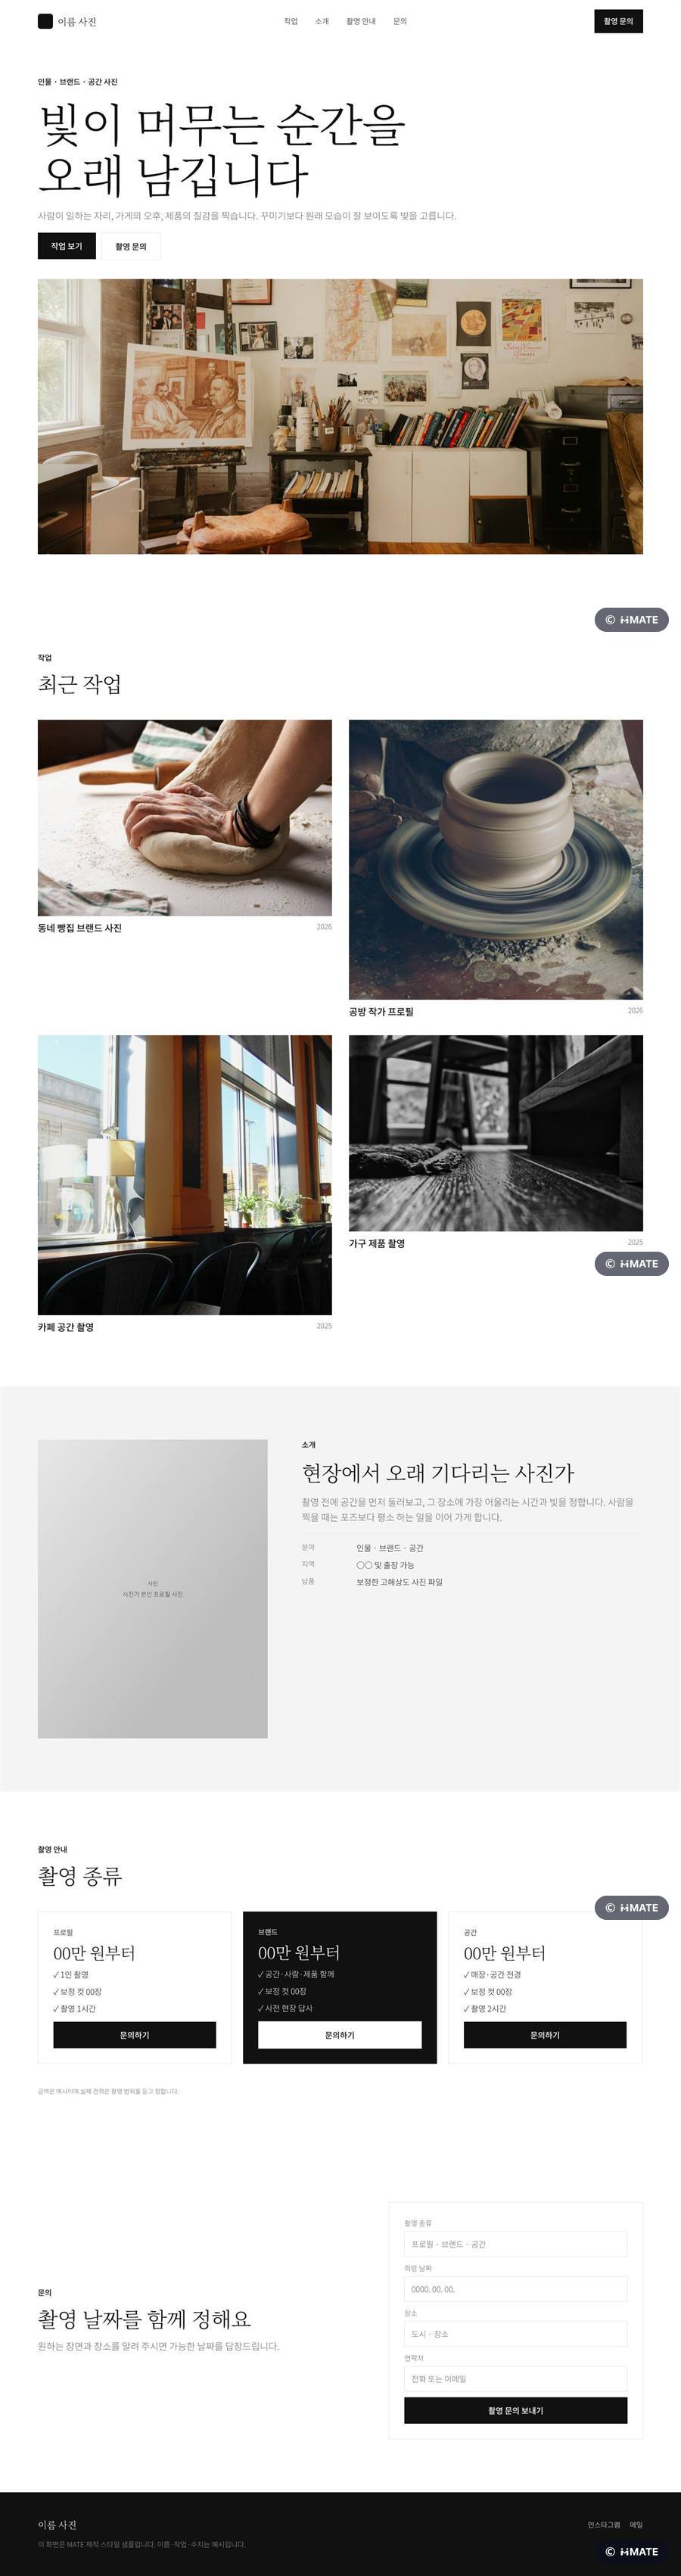 이름 사진
작업 소개 촬영 안내 문의
촬영 문의
인물 · 브랜드 · 공간 사진
빛이 머무는 순간을
오래 남깁니다
사람이 일하는 자리, 가게의 오후, 제품의 질감을 찍습니다. 꾸미기보다 원래 모습이 잘 보이도록 빛을 고릅니다.
작업 보기 촬영 문의
© MATE
작업
최근 작업
동네 빵집 브랜드 사진 2026
공방 작가 프로필 2026
가구 제품 촬영 2025
© MATE
카페 공간 촬영 2025
사진
사진가 본인 프로필 사진
소개
현장에서 오래 기다리는 사진가
촬영 전에 공간을 먼저 둘러보고, 그 장소에 가장 어울리는 시간과 빛을 정합니다. 사람을
찍을 때는 포즈보다 평소 하는 일을 이어 가게 합니다.
분야 인물 · 브랜드 · 공간
지역 ○○ 및 출장 가능
납품 보정한 고해상도 사진 파일
촬영 안내
촬영 종류
© MATE
프로필
00만 원부터
✓ 1인 촬영
✓ 보정 컷 00장
✓ 촬영 1시간
문의하기
브랜드
00만 원부터
✓ 공간·사람·제품 함께
✓ 보정 컷 00장
✓ 사전 현장 답사
문의하기
공간
00만 원부터
✓ 매장·공간 전경
✓ 보정 컷 00장
✓ 촬영 2시간
문의하기
금액은 예시이며 실제 견적은 촬영 범위를 듣고 정합니다.
문의
촬영 날짜를 함께 정해요
원하는 장면과 장소를 알려 주시면 가능한 날짜를 답장드립니다.
촬영 종류
프로필 · 브랜드 · 공간
희망 날짜
0000. 00. 00.
장소
도시 · 장소
연락처
전화 또는 이메일
촬영 문의 보내기
이름 사진
이 화면은 MATE 제작 스타일 샘플입니다. 이름·작업·수치는 예시입니다.
인스타그램 메일
© MATE